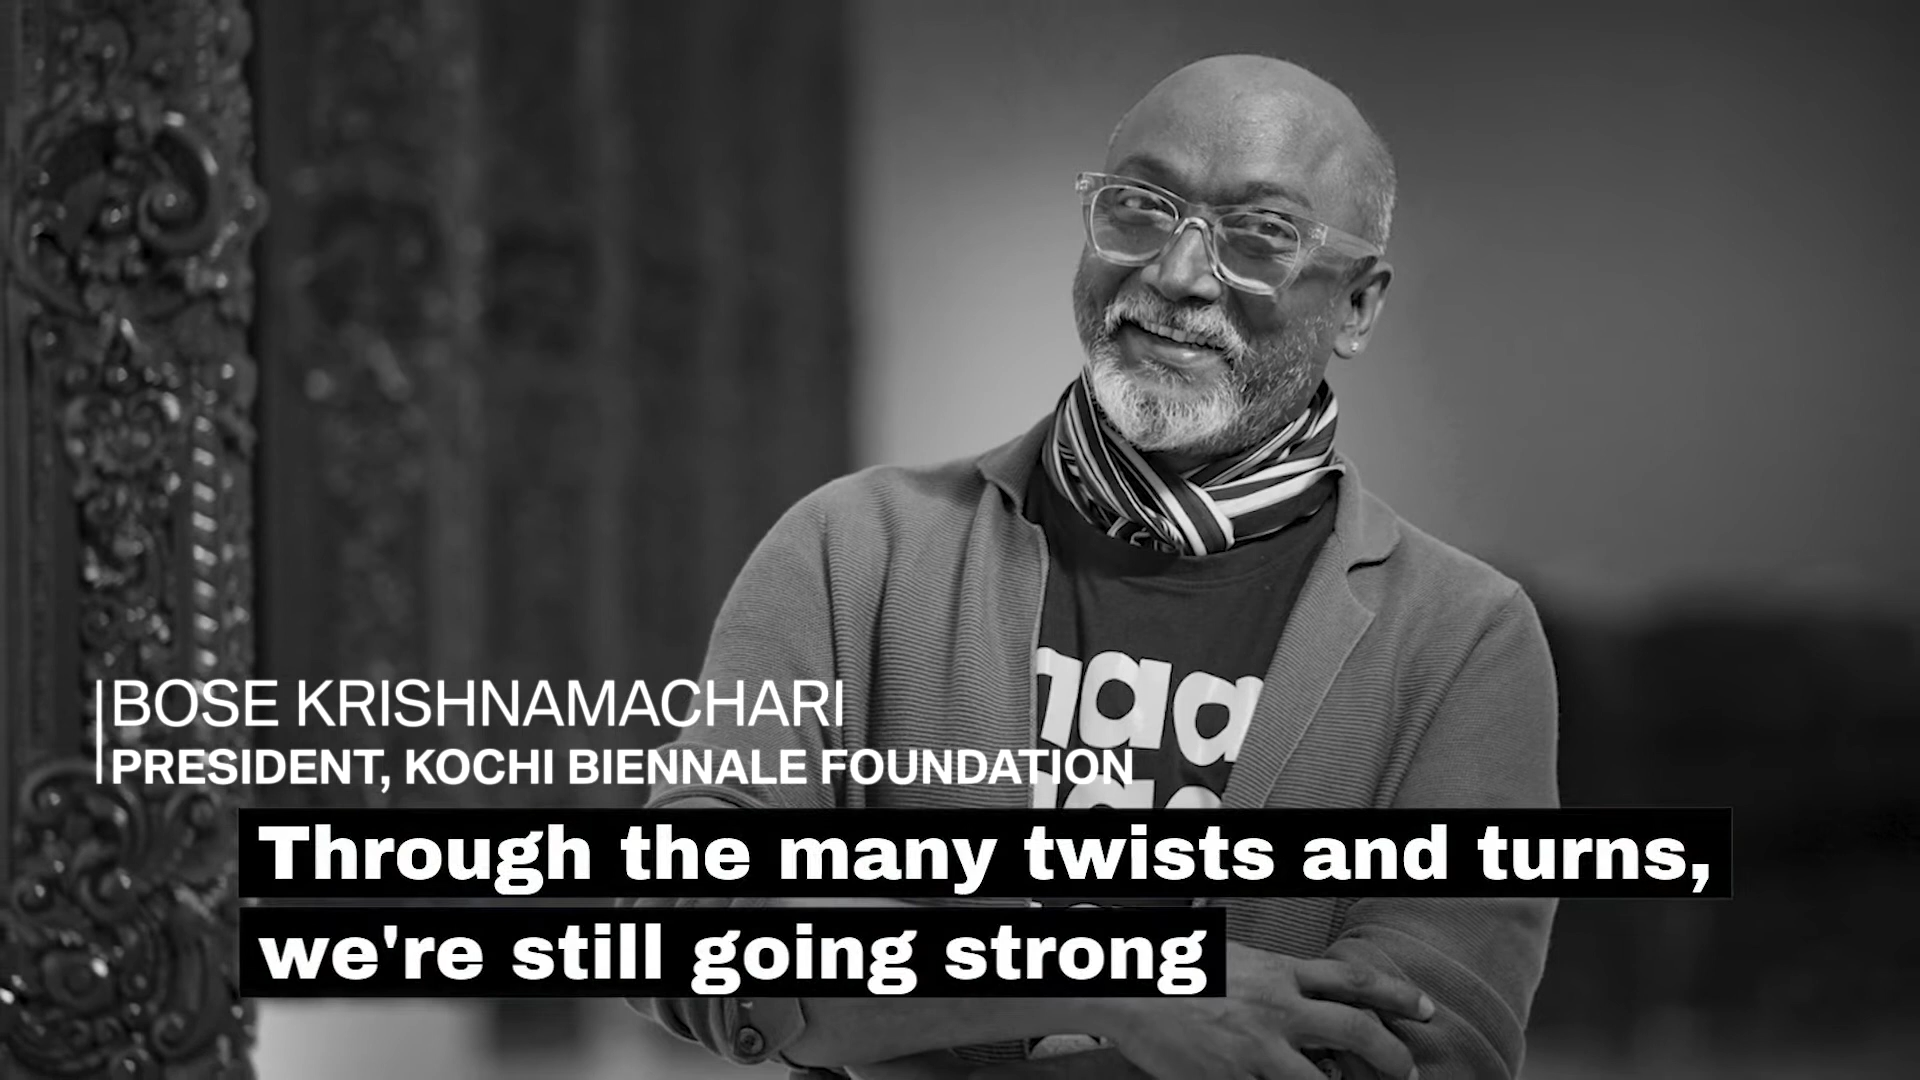 BOSE KRISHNAMACHARI
PRESIDENT, KOCHI BIENNALE FOUNDATION
Through the many twists and turns,
we're still going strong